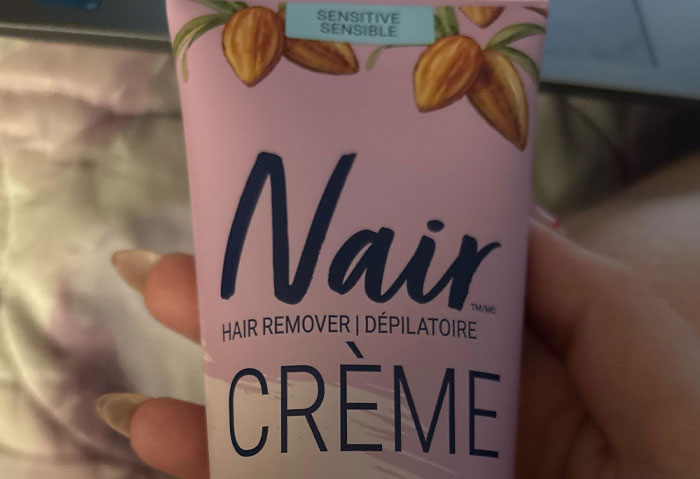 SENSITIVE
SENSIBLE
Nair
TM/MC
HAIR REMOVER | DÉPILATOIRE
CRÈME